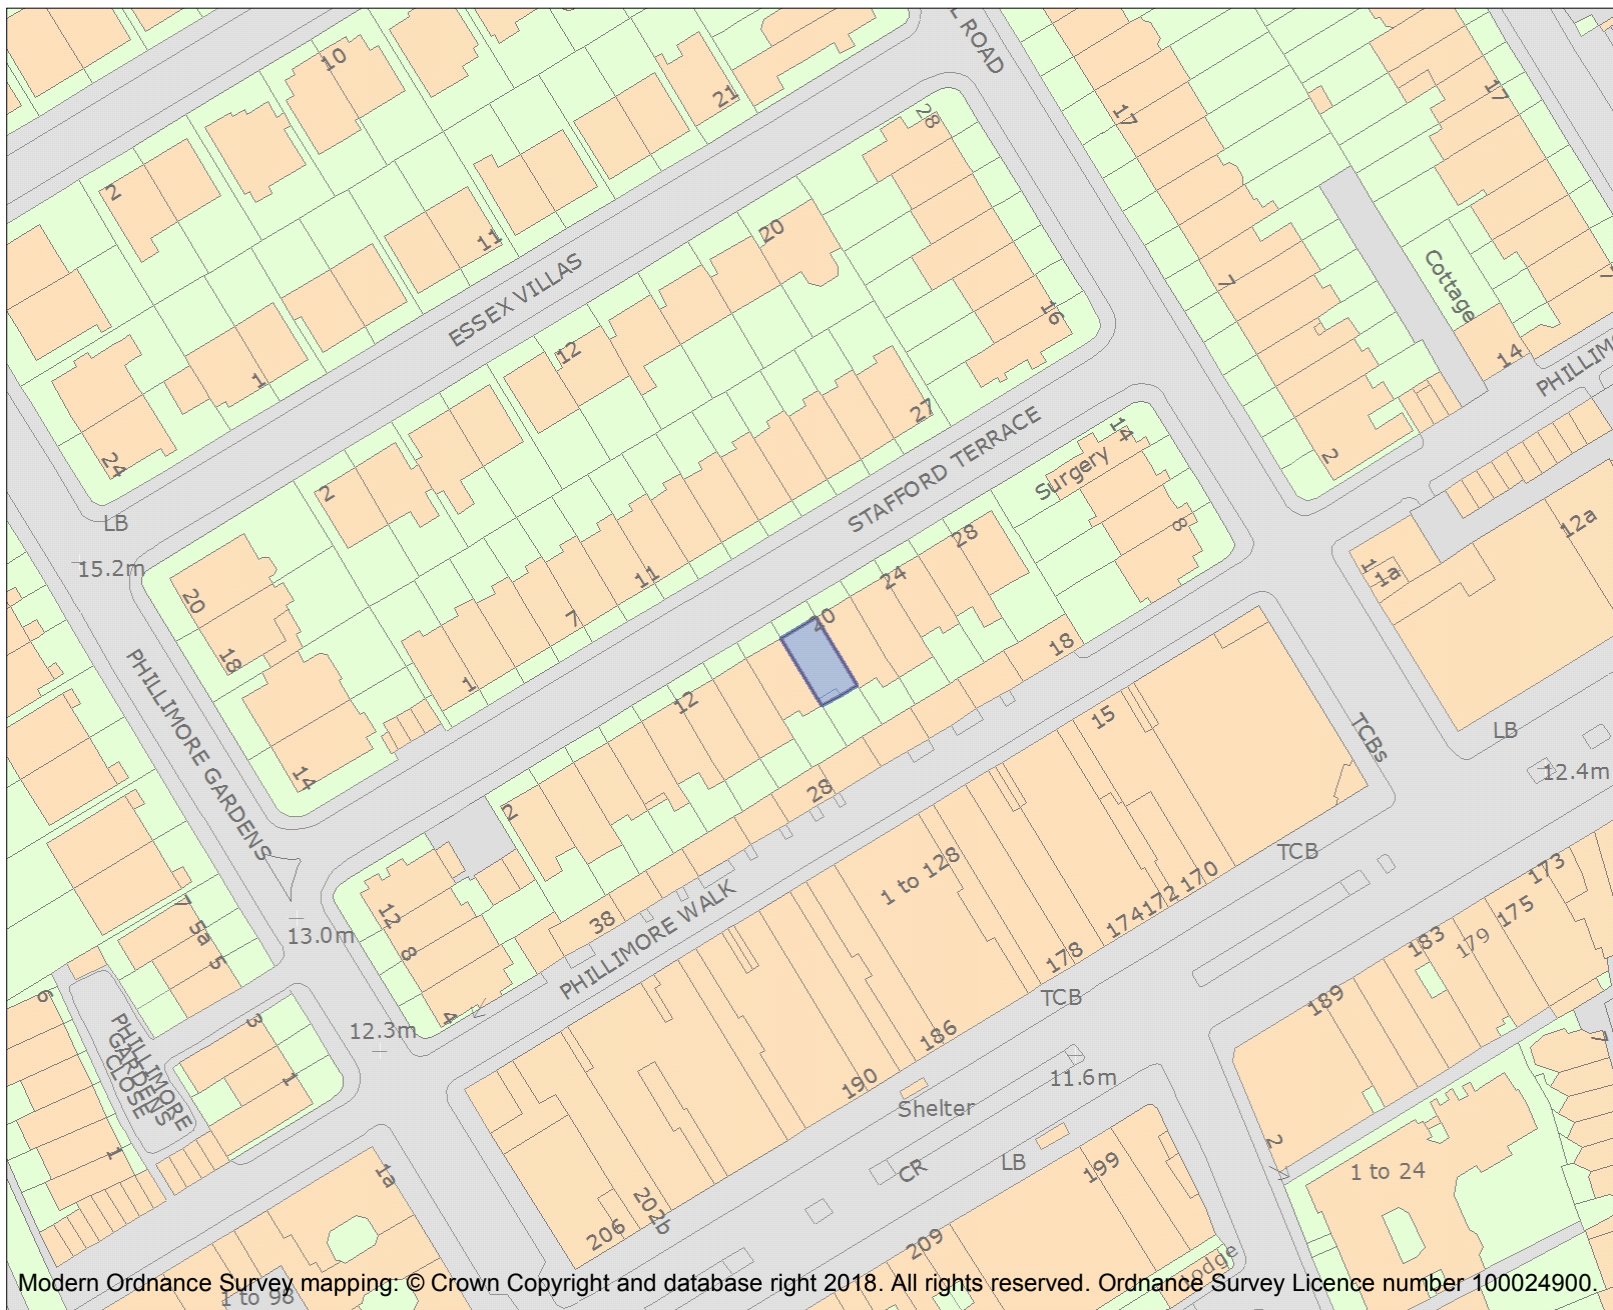 L ROAD
10
21
28
17
17
2
20
11
ESSEX VILLAS
7
Cottage
16
12
1
14
PHILLIM
27
24
2
14
2
STAFFORD TERRACE
Surgery
LB
8
12a
15.2m
28
1
1a
24
11
20
7
20
18
18
1
PHILLIMORE GARDENS
12
15
TCBs
LB
14
28
12.4m
2
TCB
1 to 128
173
170
172
174
175
7
5a
5
12
38
PHILLIMORE WALK
183
179
13.0m
8
178
6
TCB
189
4
3
12.3m
186
7
PHILLIMORE
GARDENS
CLOSE
11.6m
1
190
Shelter
2
1
CR
LB
199
1 to 24
1a
202b
206
209
Lodge
Modern Ordnance Survey mapping: © Crown Copyright and database right 2018. All rights reserved. Ordnance Survey Licence number 100024900.
1 to 98